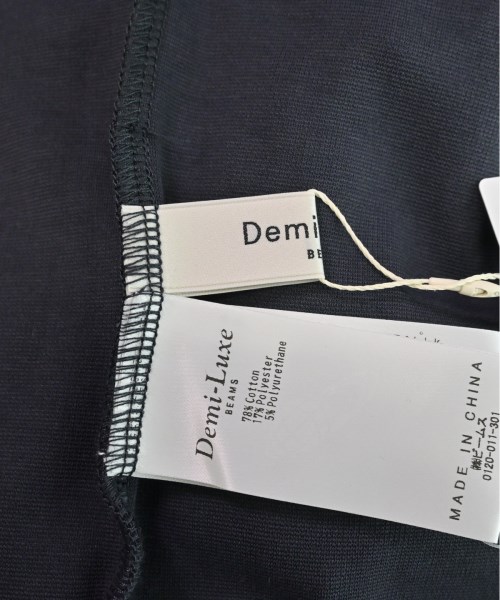 Demi
BE
Demi-Luxe
BEAMS
78% Cotton
17% Polyester
5% Polyurethane
MADE IN CHINA
㈱ビームス
0120-011-301